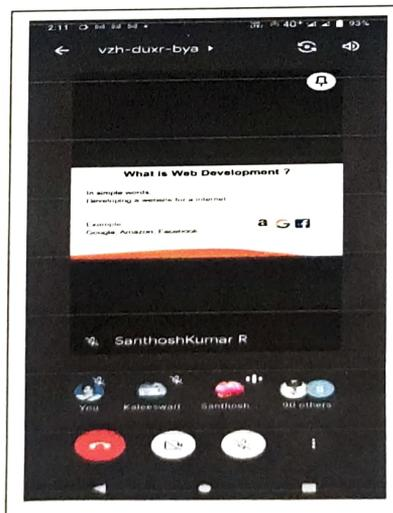 2:11 40+ 93%
vzh-duxr-bya
What is Web Development ?
In simple words
Developing a website for a internet
Example
Google, Amazon, Facebook
a G f
SanthoshKumar R
You Kaleeswari Santhosh... 90 others